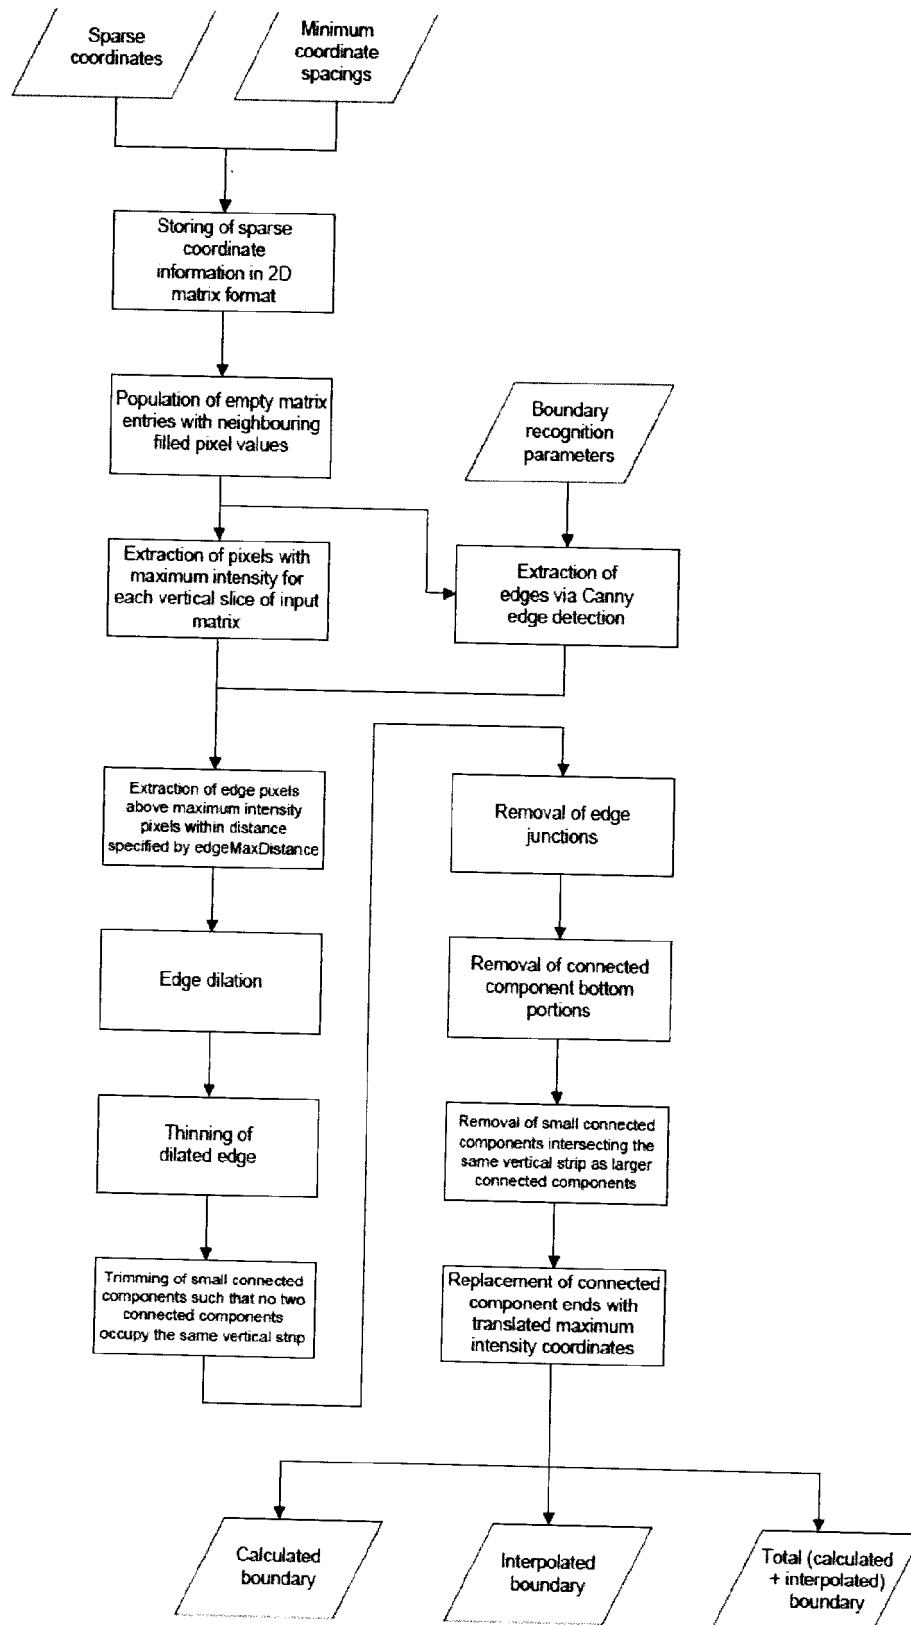 Sparse
coordinates
Minimum
coordinate
spacings
Storing of sparse
coordinate
information in 2D
matrix format
Population of empty matrix
entries with neighbouring
filled pixel values
Boundary
recognition
parameters
Extraction of pixels with
maximum intensity for
each vertical slice of input
matrix
Extraction of
edges via Canny
edge detection
Extraction of edge pixels
above maximum intensity
pixels within distance
specified by edgeMaxDistance
Edge dilation
Thinning of
dilated edge
Trimming of small connected
components such that no two
connected components
occupy the same vertical strip
Removal of edge
junctions
Removal of connected
component bottom
portions
Removal of small connected
components intersecting the
same vertical strip as larger
connected components
Replacement of connected
component ends with
translated maximum
intensity coordinates
Calculated
boundary
Interpolated
boundary
Total (calculated
+ interpolated)
boundary